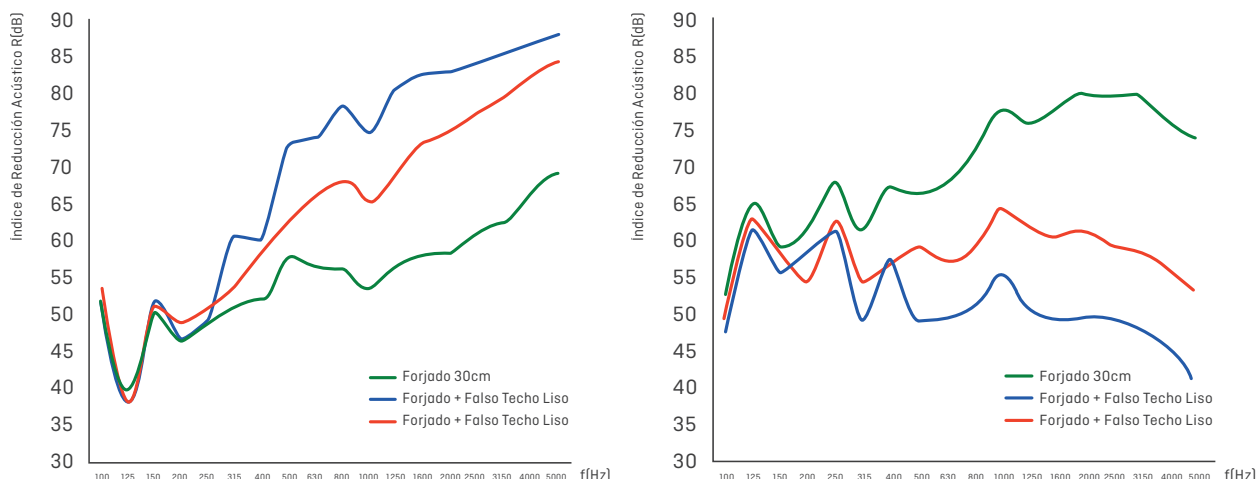 Índice de Reducción Acústico R(dB)
90
85
80
75
70
65
60
55
50
45
40
35
30
Forjado 30cm
Forjado + Falso Techo Liso
Forjado + Falso Techo Liso
100 125 150 200 250 315 400 500 630 800 1000 1250 1600 2000 2500 3150 4000 5000 f(Hz)
Índice de Reducción Acústico R(dB)
90
85
80
75
70
65
60
55
50
45
40
35
30
Forjado 30cm
Forjado + Falso Techo Liso
Forjado + Falso Techo Liso
100 125 150 200 250 315 400 500 630 800 1000 1250 1600 2000 2500 3150 4000 5000 f(Hz)